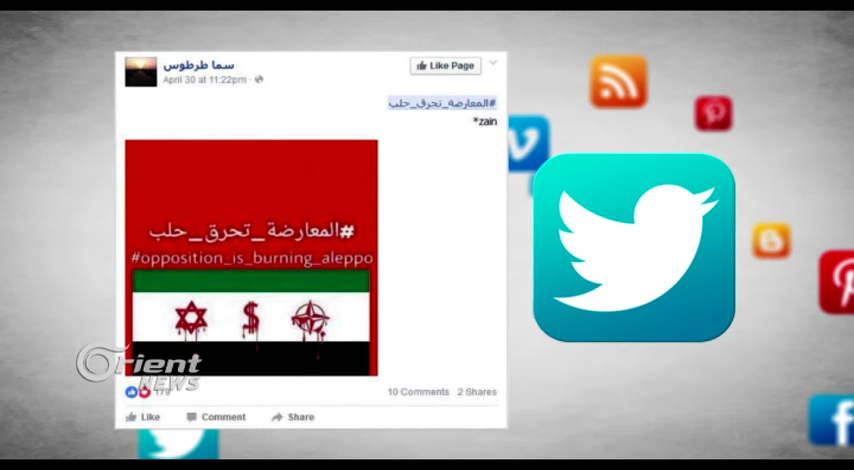 سما طرطوس
April 30 at 11:22pm ·
Like Page
#المعارضة_تحرق_حلب
*zain
#المعارضة_تحرق_حلب
#opposition_is_burning_aleppo
$
Orient
NEWS
179
10 Comments 2 Shares
Like Comment Share